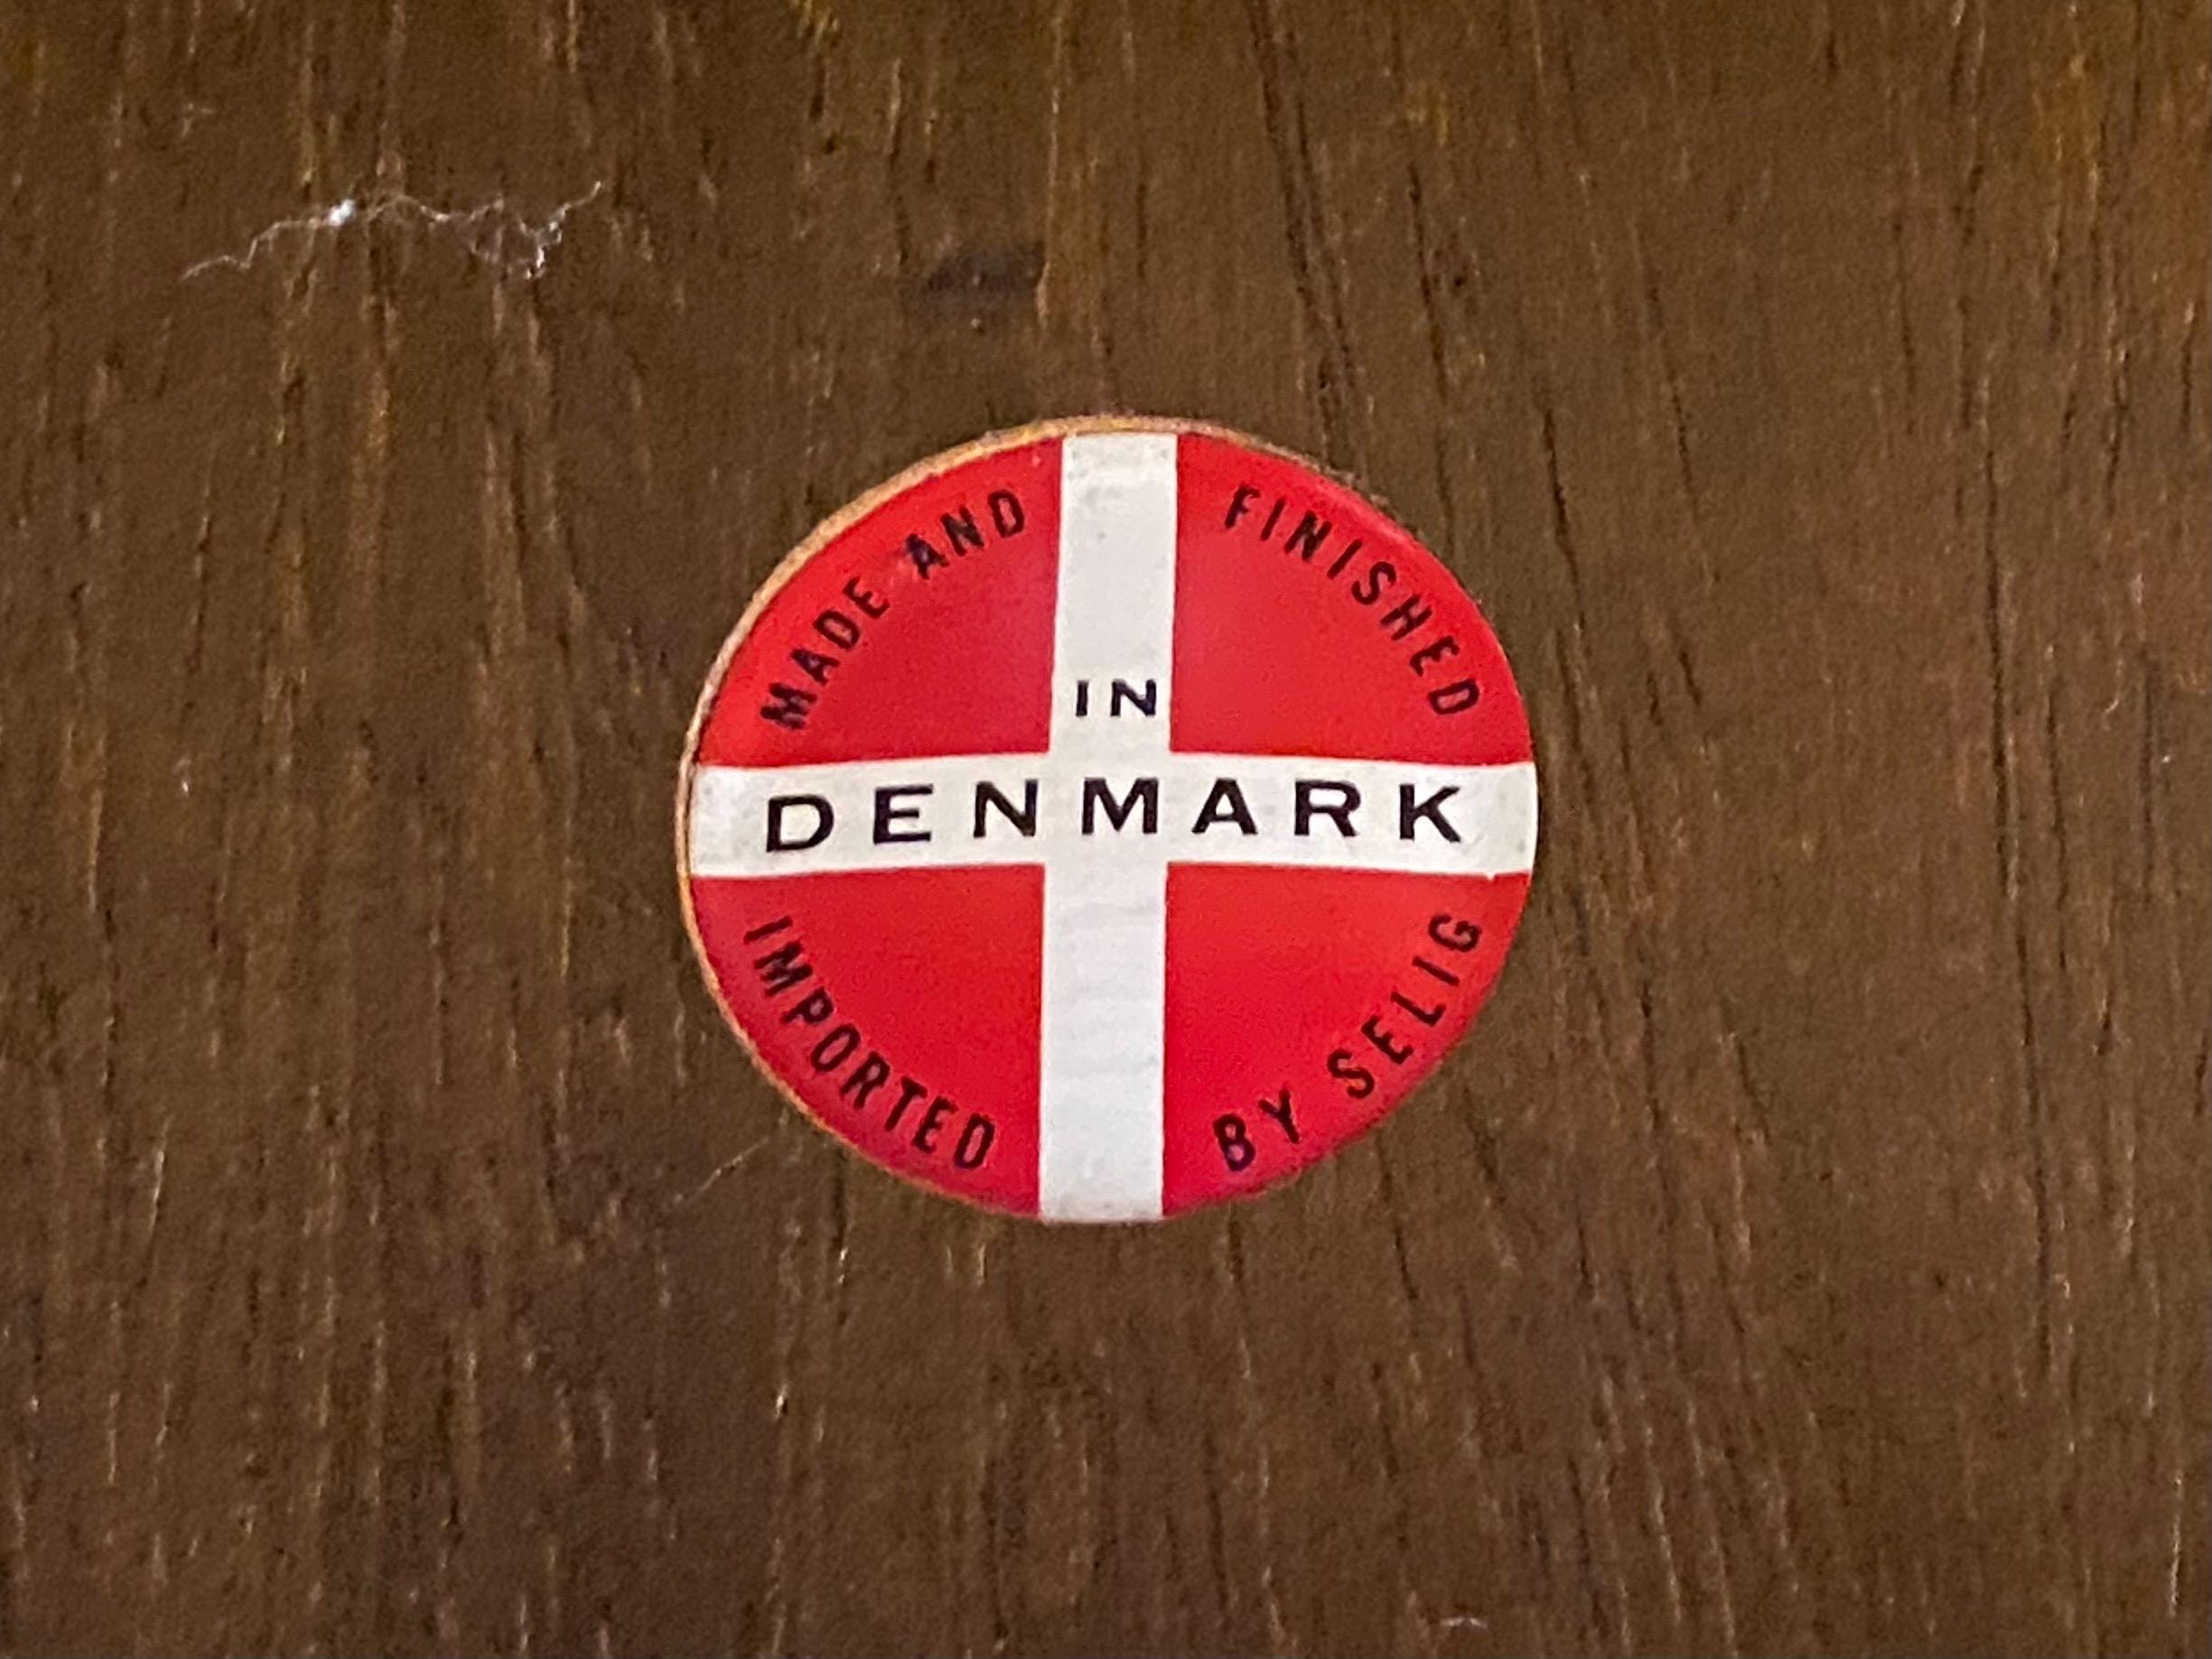 MADE AND FINISHED
IN
DENMARK
IMPORTED BY SELIG